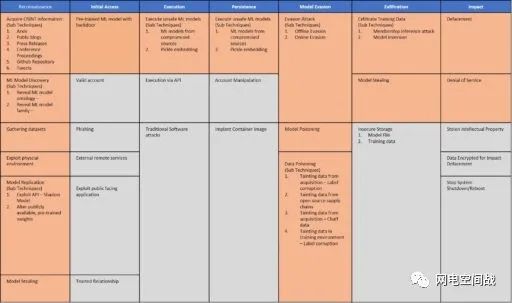 Reconnaissance
Initial Access
Execution
Persistence
Model Evasion
Exfiltration
Impact
Acquire OSINT information:
(Sub Techniques)
1. Arxiv
2. Public blogs
3. Press Releases
4. Conference
Proceedings
5. Github Repository
6. Tweets
Pre-trained ML model with
backdoor
Execute unsafe ML models
(Sub Techniques)
1. ML models from
compromised
sources
2. Pickle embedding
Execute unsafe ML models
(Sub Techniques)
1. ML models from
compromised
sources
2. Pickle embedding
Evasion Attack
(Sub Techniques)
1. Offline Evasion
2. Online Evasion
Exfiltrate Training Data
(Sub Techniques)
1. Membership inference attack
2. Model inversion
Defacement
ML Model Discovery
(Sub Techniques)
1. Reveal ML model
ontology –
2. Reveal ML model
family –
Valid account
Execution via API
Account Manipulation
Model Stealing
Denial of Service
Gathering datasets
Phishing
Traditional Software
attacks
Implant Container Image
Model Poisoning
Insecure Storage
1. Model File
2. Training data
Stolen Intellectual Property
Exploit physical
environment
External remote services
Data Poisoning
(Sub Techniques)
1. Tainting data from
acquisition – Label
corruption
2. Tainting data from
open source supply
chains
3. Tainting data from
acquisition – Chaff
data
4. Tainting data in
training environment
– Label corruption
Data Encrypted for Impact
Defacement
Model Replication
(Sub Techniques)
1. Exploit API – Shadow
Model
2. Alter publicly
available, pre-trained
weights
Exploit public facing
application
Stop System
Shutdown/Reboot
Model Stealing
Trusted Relationship
网电空间战